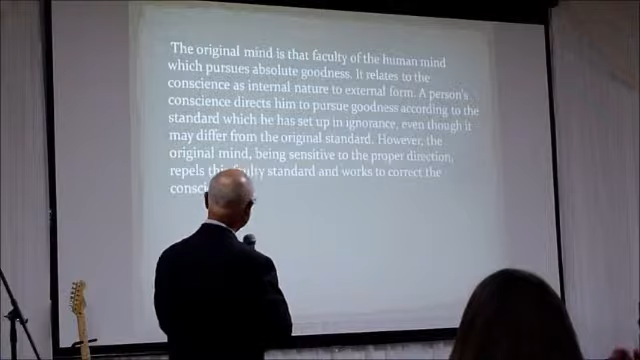 The original mind is that faculty of the human mind
which pursues absolute goodness. It relates to the
conscience as internal nature to external form. A person's
conscience directs him to pursue goodness according to the
standard which he has set up in ignorance, even though it
may differ from the original standard. However, the
original mind, being sensitive to the proper direction,
repels this faulty standard and works to correct the